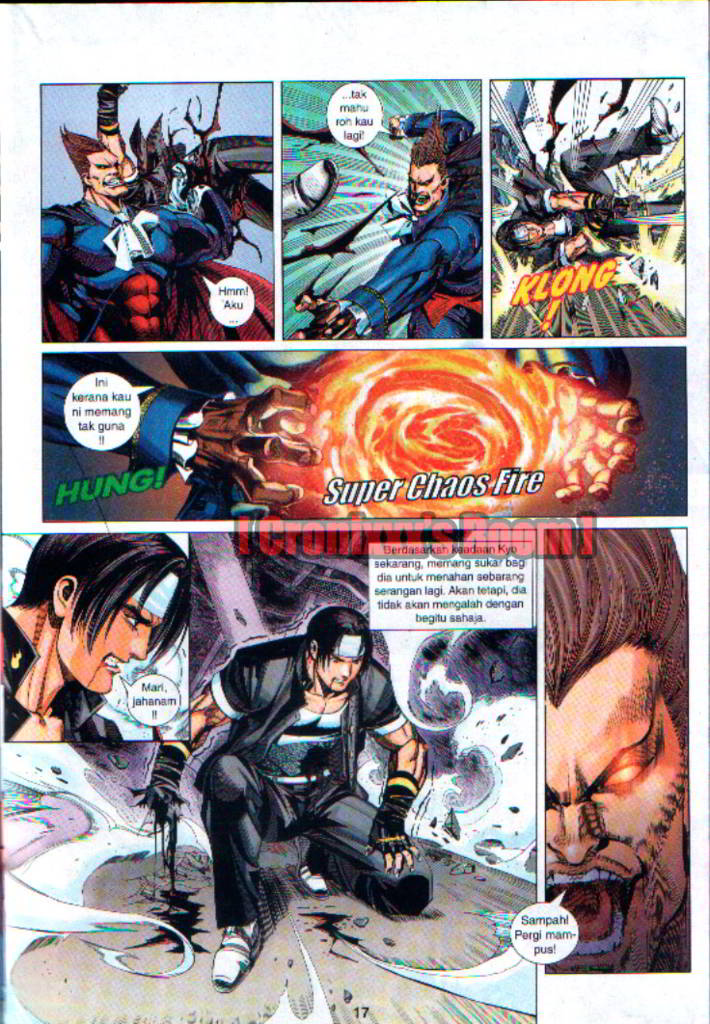 Hmm!
'Aku
...
...tak
mahu
roh kau
lagi!
KLONG
!
Ini
kerana kau
ni memang
tak guna
!!
HUNG!
Super Chaos Fire
[ Cronixxx's Room ]
Berdasarkan keadaan Kyo
sekarang, memang sukar bagi
dia untuk menahan sebarang
serangan lagi. Akan tetapi, dia
tidak akan mengalah dengan
begitu sahaja.
Mari,
jahanam
!!
Sampah!
Pergi mam-
pus!
17